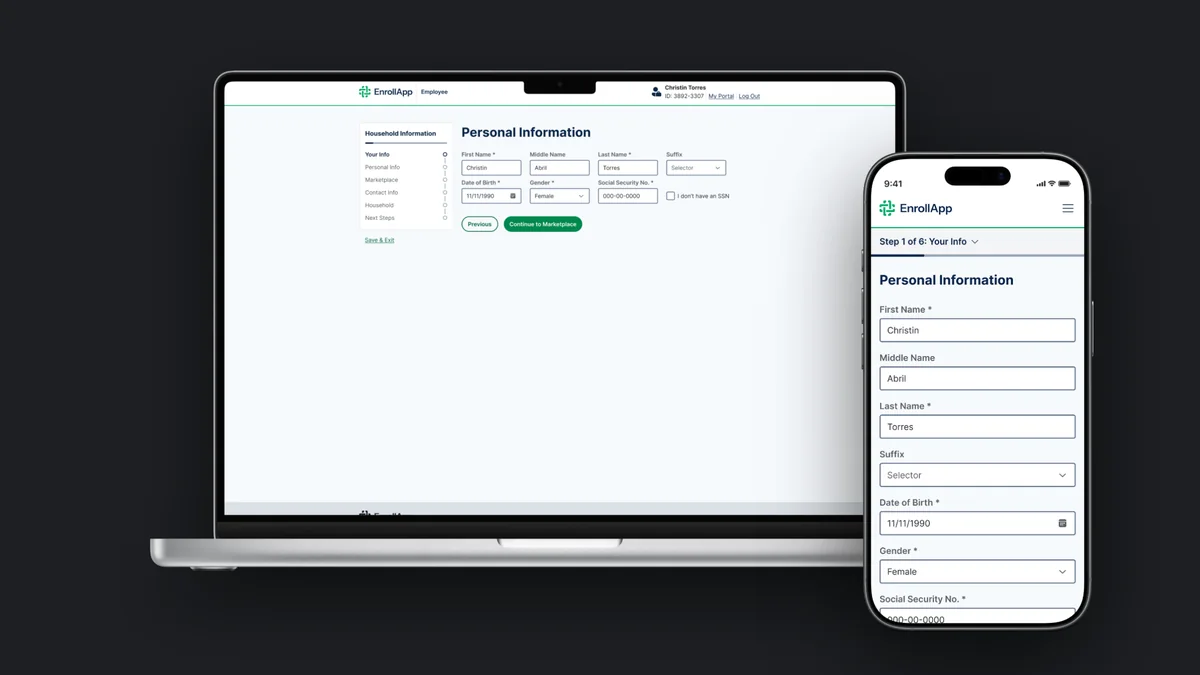 EnrollApp Employee
Christin Torres
ID: 3892-3307 My Portal Log Out
Household Information
Your Info
Personal Info
Marketplace
Contact Info
Household
Next Steps
Save & Exit
Personal Information
First Name * Middle Name Last Name * Suffix
Christin Abril Torres Selector
Date of Birth * Gender * Social Security No. *
11/11/1990 Female 000-00-0000 I don't have an SSN
Previous Continue to Marketplace
9:41
EnrollApp
Step 1 of 6: Your Info
Personal Information
First Name *
Christin
Middle Name
Abril
Last Name *
Torres
Suffix
Selector
Date of Birth *
11/11/1990
Gender *
Female
Social Security No. *
000-00-0000